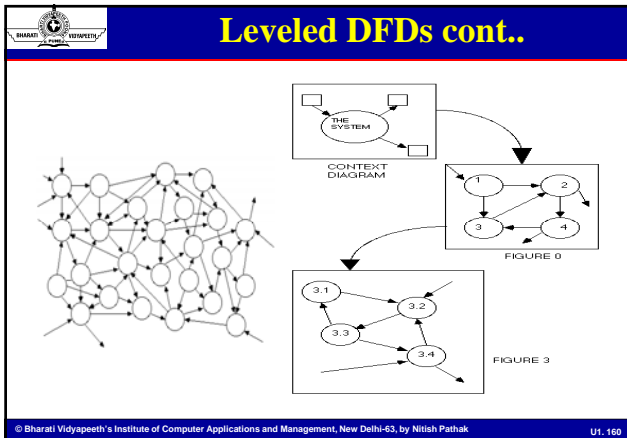 BHARATI VIDYAPEETH
PUNE
Leveled DFDs cont..
THE
SYSTEM
CONTEXT
DIAGRAM
1
2
3
4
FIGURE 0
3.1
3.2
3.3
3.4
FIGURE 3
© Bharati Vidyapeeth's Institute of Computer Applications and Management, New Delhi-63, by Nitish Pathak
U1. 160